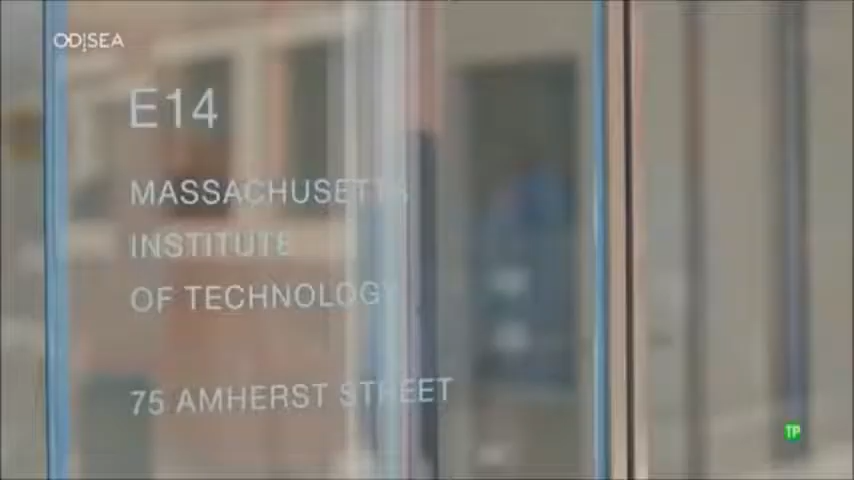 ODISEA
E14
MASSACHUSETTS
INSTITUTE
OF TECHNOLOGY
75 AMHERST STREET
TP